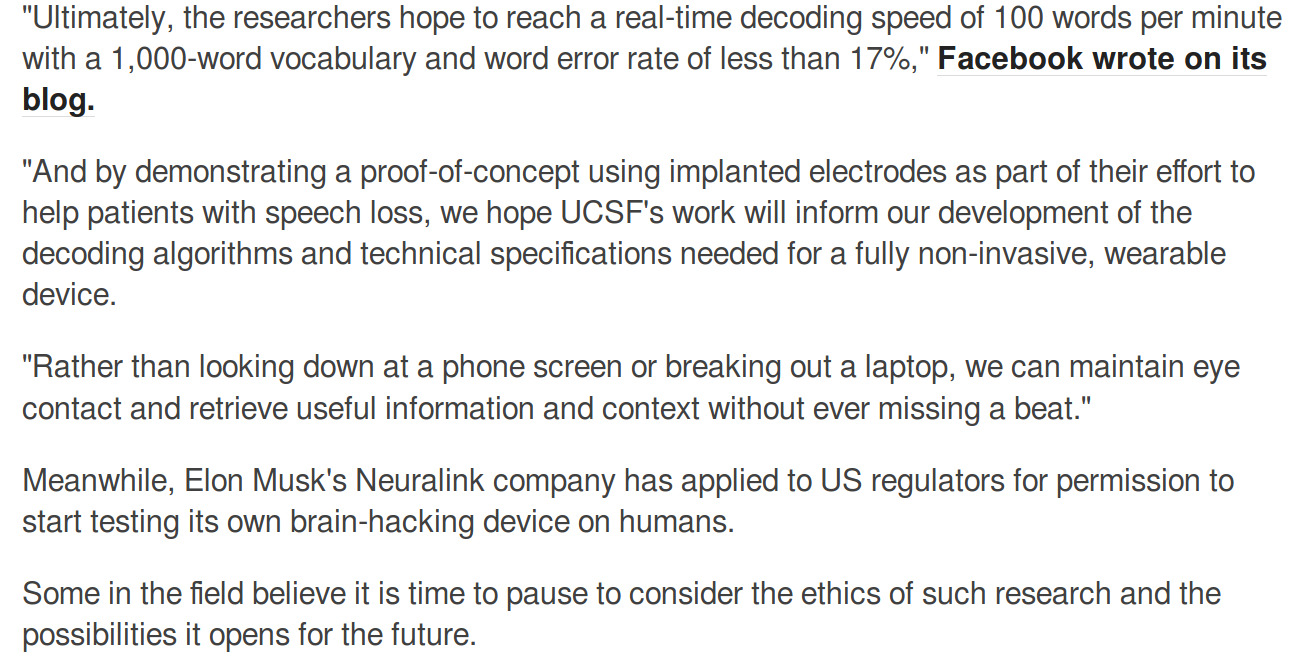 "Ultimately, the researchers hope to reach a real-time decoding speed of 100 words per minute
with a 1,000-word vocabulary and word error rate of less than 17%," Facebook wrote on its
blog.
"And by demonstrating a proof-of-concept using implanted electrodes as part of their effort to
help patients with speech loss, we hope UCSF's work will inform our development of the
decoding algorithms and technical specifications needed for a fully non-invasive, wearable
device.
"Rather than looking down at a phone screen or breaking out a laptop, we can maintain eye
contact and retrieve useful information and context without ever missing a beat."
Meanwhile, Elon Musk's Neuralink company has applied to US regulators for permission to
start testing its own brain-hacking device on humans.
Some in the field believe it is time to pause to consider the ethics of such research and the
possibilities it opens for the future.